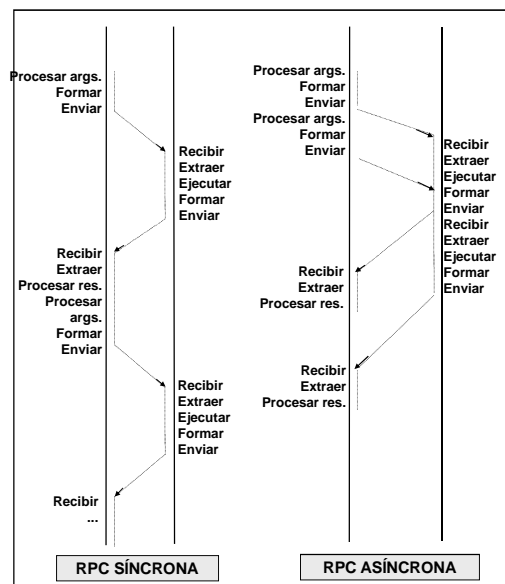 Procesar args.
Formar
Enviar
Recibir
Extraer
Ejecutar
Formar
Enviar
Recibir
Extraer
Procesar res.
Procesar
args.
Formar
Enviar
Recibir
Extraer
Ejecutar
Formar
Enviar
Recibir
...
RPC SÍNCRONA
Procesar args.
Formar
Enviar
Procesar args.
Formar
Enviar
Recibir
Extraer
Ejecutar
Formar
Enviar
Recibir
Extraer
Ejecutar
Formar
Enviar
Recibir
Extraer
Procesar res.
Recibir
Extraer
Procesar res.
RPC ASÍNCRONA